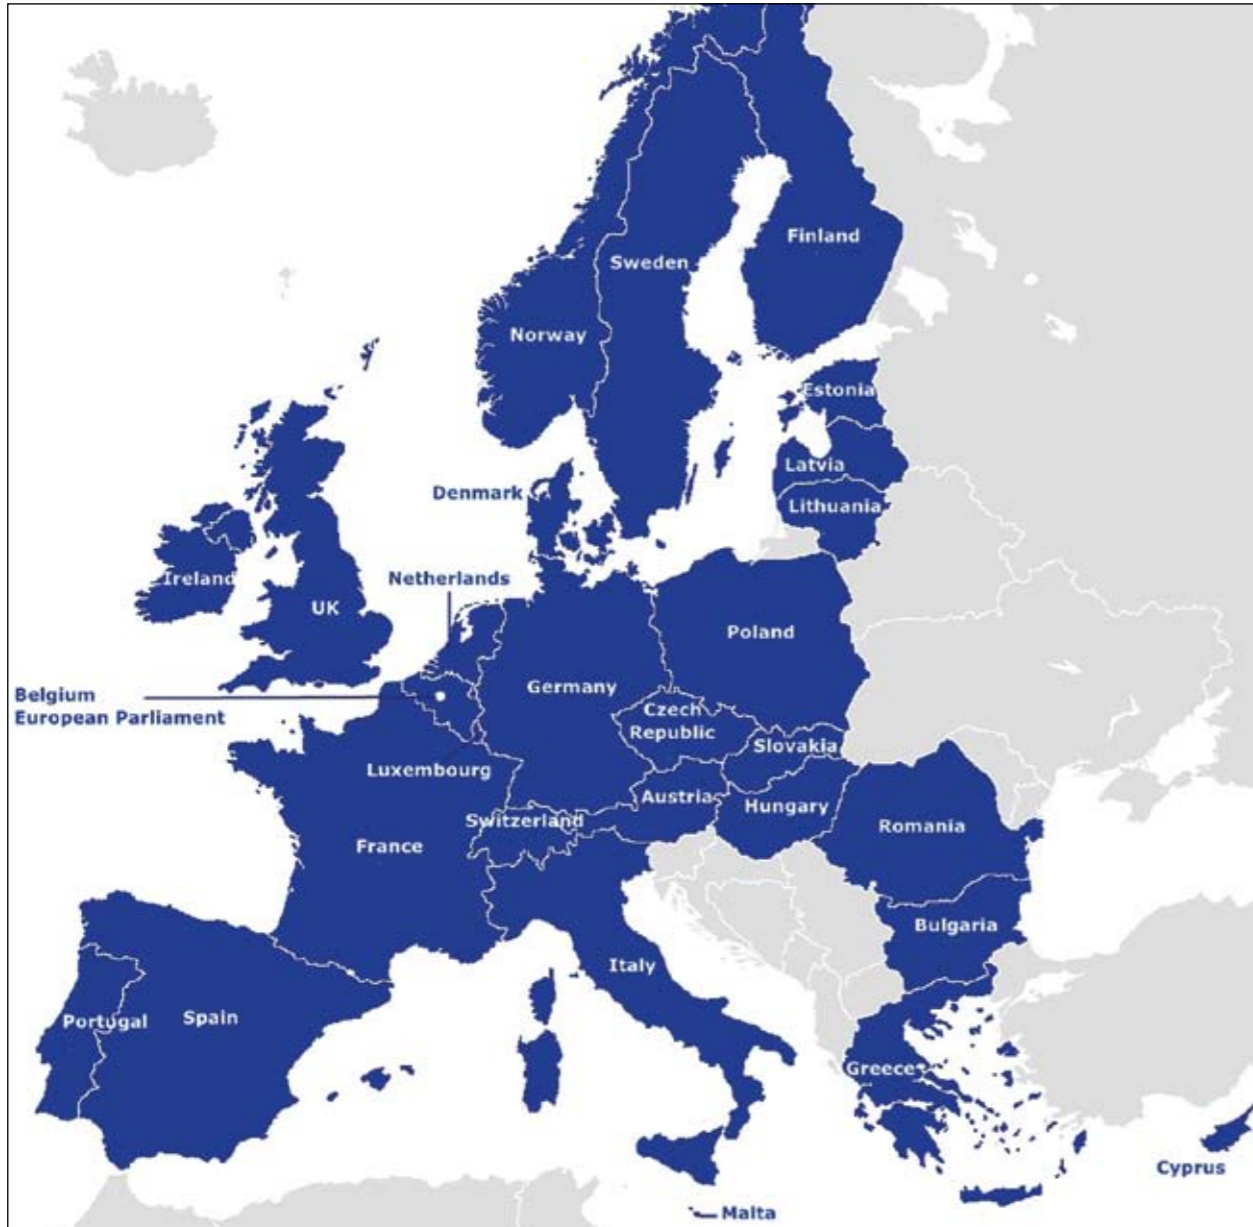 Finland
Sweden
Norway
Estonia
Latvia
Denmark
Lithuania
Ireland
Netherlands
UK
Poland
Germany
Belgium
European Parliament
Czech
Republic
Slovakia
Luxembourg
Austria
Hungary
Switzerland
Romania
France
Bulgaria
Italy
Portugal
Spain
Greece
Cyprus
Malta